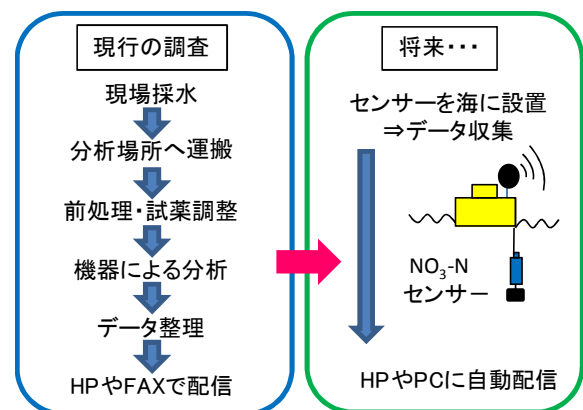 現行の調査
現場採水
分析場所へ運搬
前処理・試薬調整
機器による分析
データ整理
HPやFAXで配信
将来・・・
センサーを海に設置
⇒データ収集
NO₃-N
センサー
HPやPCに自動配信